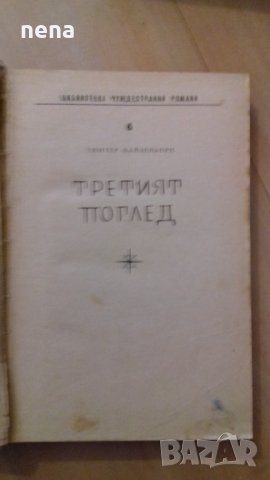 nena
БИБЛИОТЕКА ЧУЖДЕСТРАННИ РОМАНИ
6
ТРЕТИЯТ
ПОГЛЕД
BAZAR